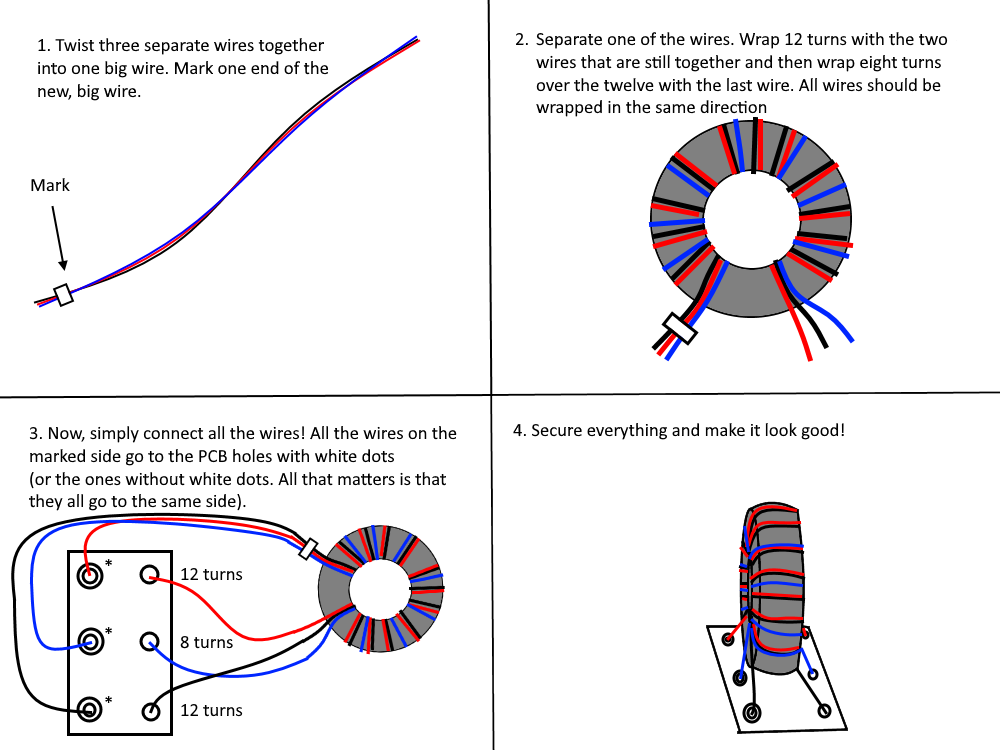 1. Twist three separate wires together
into one big wire. Mark one end of the
new, big wire.
Mark
2. Separate one of the wires. Wrap 12 turns with the two
wires that are still together and then wrap eight turns
over the twelve with the last wire. All wires should be
wrapped in the same direction
3. Now, simply connect all the wires! All the wires on the
marked side go to the PCB holes with white dots
(or the ones without white dots. All that matters is that
they all go to the same side).
* 12 turns
* 8 turns
* 12 turns
4. Secure everything and make it look good!